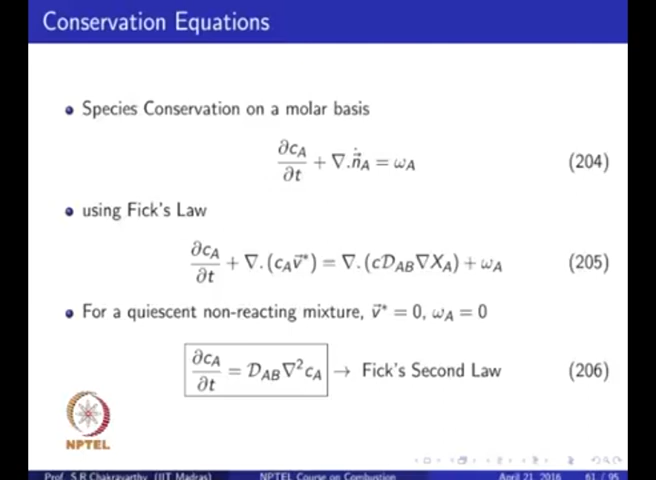 Conservation Equations
Species Conservation on a molar basis
∂c_A/∂t + ∇.n⃗̇_A = ω_A (204)
using Fick's Law
∂c_A/∂t + ∇.(c_A v⃗*) = ∇.(c𝒟_AB ∇X_A) + ω_A (205)
For a quiescent non-reacting mixture, v⃗* = 0, ω_A = 0
∂c_A/∂t = 𝒟_AB ∇²c_A → Fick's Second Law (206)
NPTEL
Prof. S.R.Chakravarthy (IIT Madras) NPTEL Course on Combustion April 21, 2016 61 / 95